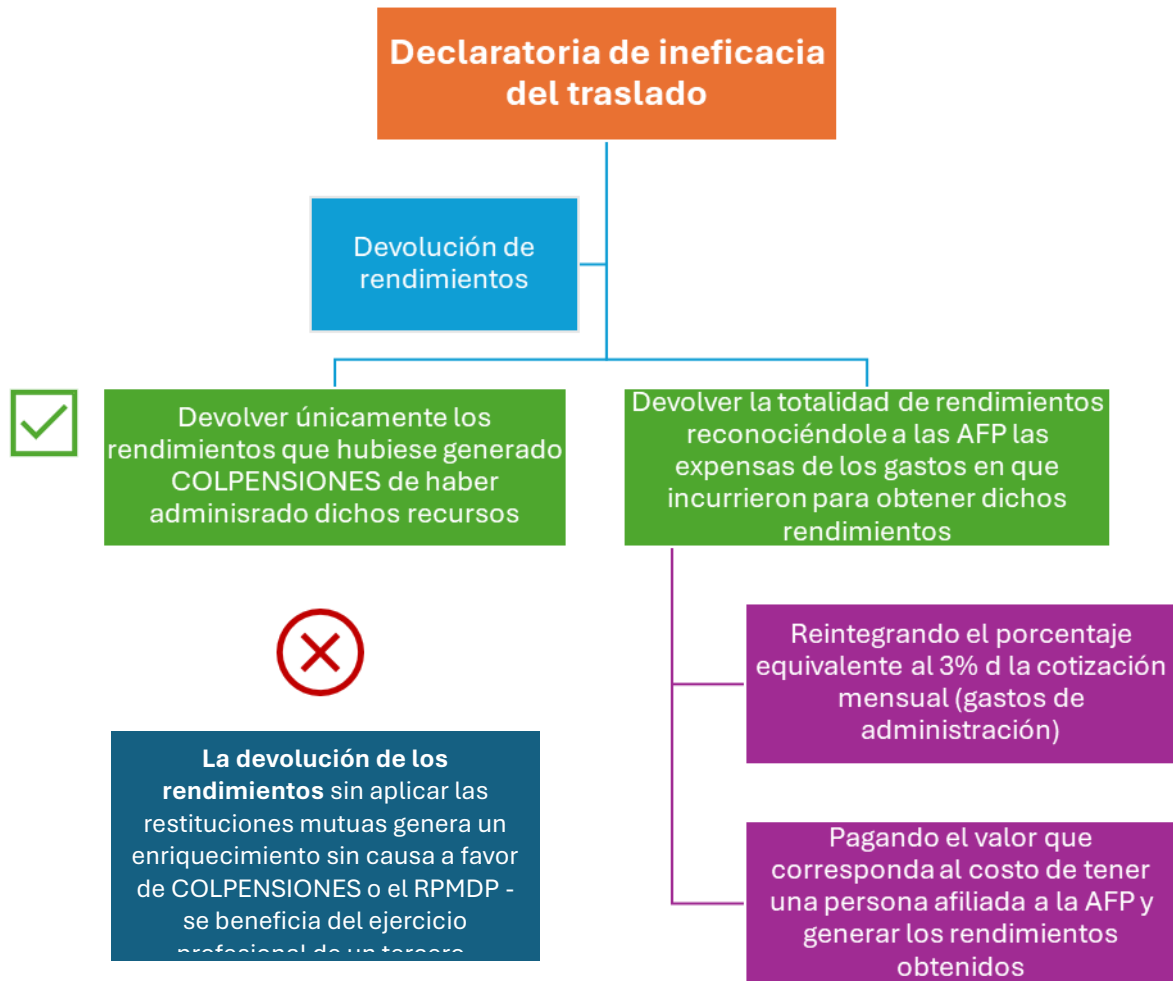 Declaratoria de ineficacia
del traslado
Devolución de
rendimientos
Devolver únicamente los
rendimientos que hubiese generado
COLPENSIONES de haber
adminisrado dichos recursos
Devolver la totalidad de rendimientos
reconociéndole a las AFP las
expensas de los gastos en que
incurrieron para obtener dichos
rendimientos
La devolución de los
rendimientos sin aplicar las
restituciones mutuas genera un
enriquecimiento sin causa a favor
de COLPENSIONES o el RPMDP -
se beneficia del ejercicio
profesional de un tercero
Reintegrando el porcentaje
equivalente al 3% d la cotización
mensual (gastos de
administración)
Pagando el valor que
corresponda al costo de tener
una persona afiliada a la AFP y
generar los rendimientos
obtenidos